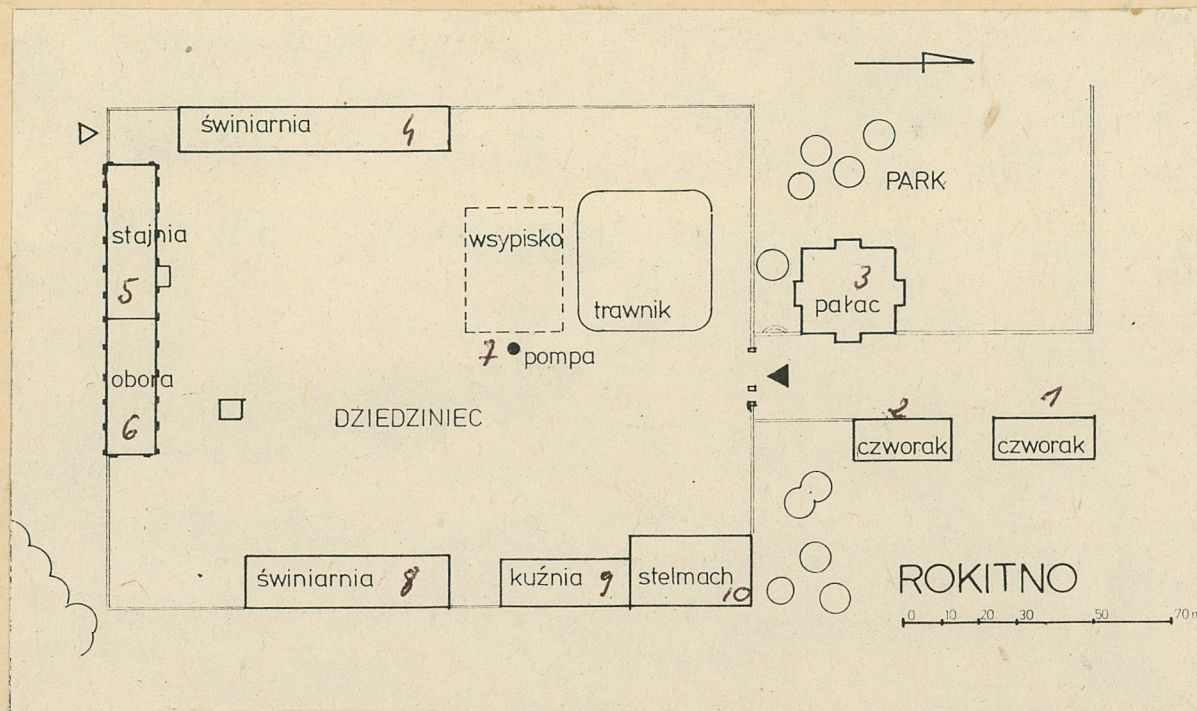 świniarnia 4
PARK
stajnia
5
wsypisko
trawnik
3
pałac
7 pompa
obora
6
DZIEDZINIEC
2
czworak
1
czworak
świniarnia 8
kuźnia 9
stelmach
10
ROKITNO
0 10 20 30 50 70 m